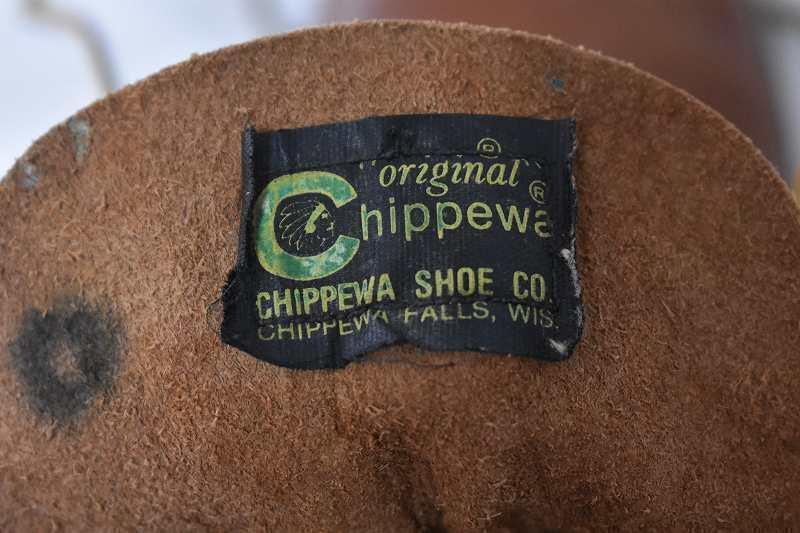 "original" ®
Chippewa ®
CHIPPEWA SHOE CO.
CHIPPEWA FALLS, WIS.